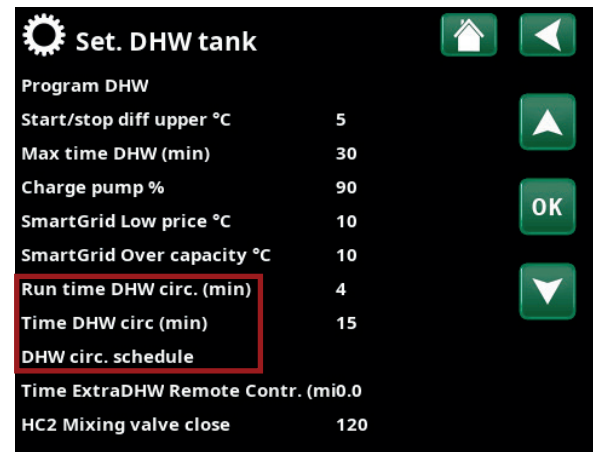 Set. DHW tank
Program DHW
Start/stop diff upper °C 5
Max time DHW (min) 30
Charge pump % 90
SmartGrid Low price °C 10
OK
SmartGrid Over capacity °C 10
Run time DHW circ. (min) 4
Time DHW circ (min) 15
DHW circ. schedule
Time ExtraDHW Remote Contr. (mi0.0
HC2 Mixing valve close 120